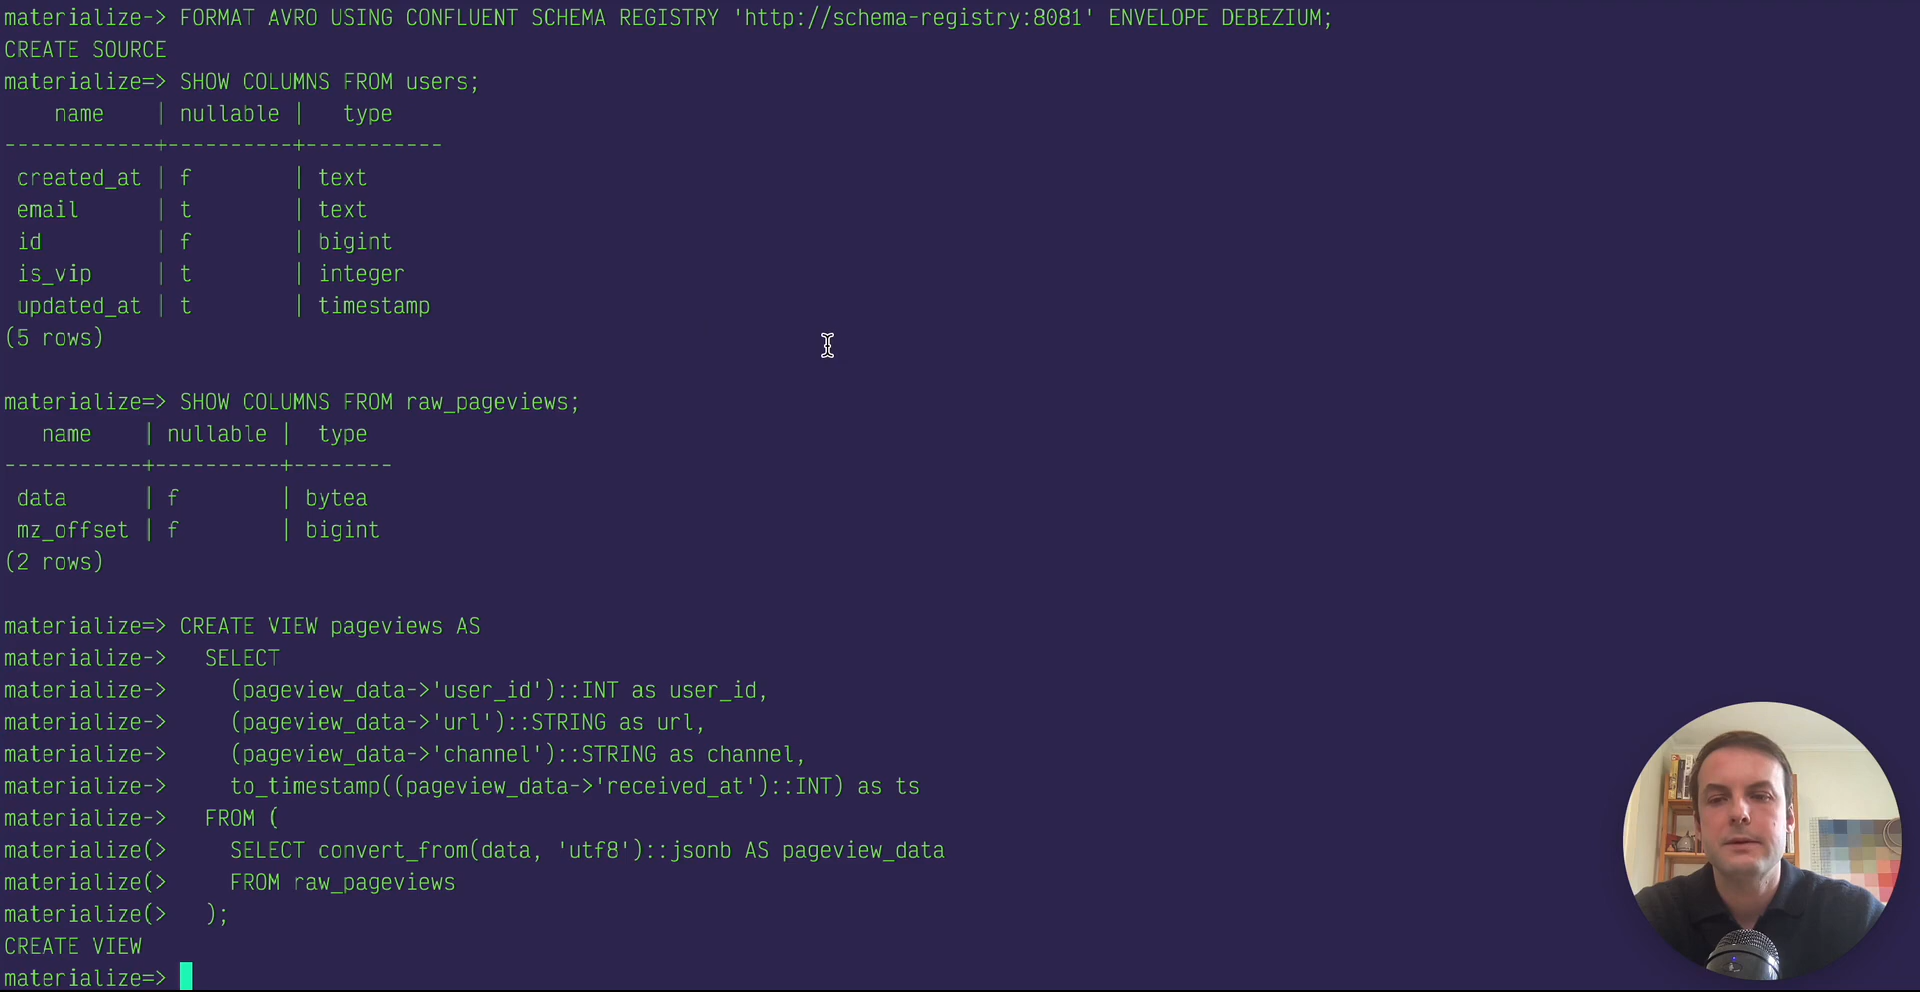 materialize-> FORMAT AVRO USING CONFLUENT SCHEMA REGISTRY 'http://schema-registry:8081' ENVELOPE DEBEZIUM;
CREATE SOURCE
materialize=> SHOW COLUMNS FROM users;
    name    | nullable |   type
------------+----------+-----------
 created_at | f        | text
 email      | t        | text
 id         | f        | bigint
 is_vip     | t        | integer
 updated_at | t        | timestamp
(5 rows)
materialize=> SHOW COLUMNS FROM raw_pageviews;
   name    | nullable |  type
-----------+----------+--------
 data      | f        | bytea
 mz_offset | f        | bigint
(2 rows)
materialize=> CREATE VIEW pageviews AS
materialize->   SELECT
materialize->     (pageview_data->'user_id')::INT as user_id,
materialize->     (pageview_data->'url')::STRING as url,
materialize->     (pageview_data->'channel')::STRING as channel,
materialize->     to_timestamp((pageview_data->'received_at')::INT) as ts
materialize->   FROM (
materialize(>     SELECT convert_from(data, 'utf8')::jsonb AS pageview_data
materialize(>     FROM raw_pageviews
materialize(>   );
CREATE VIEW
materialize=>